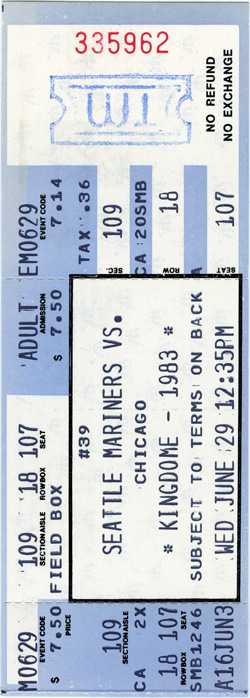 335962
TM
NO REFUND
NO EXCHANGE
EM0629
EVENT CODE
7.14
TAX .36
109
SEC.
CA 20SMB
18
ROW
107
SEAT
ADULT
ADMISSION
$ 7.50
#39
SEATTLE MARINERS VS.
CHICAGO
* KINGDOME - 1983 *
SUBJECT TO TERMS ON BACK
WED JUNE 29 12:35PM
109 18 107
SECTION/AISLE ROW/BOX SEAT
FIELD BOX
M0629
EVENT CODE
$ 7.50
PRICE
109
SECTION/AISLE
CA 2X
18 107
ROW/BOX SEAT
SMB1246
A16JUN3